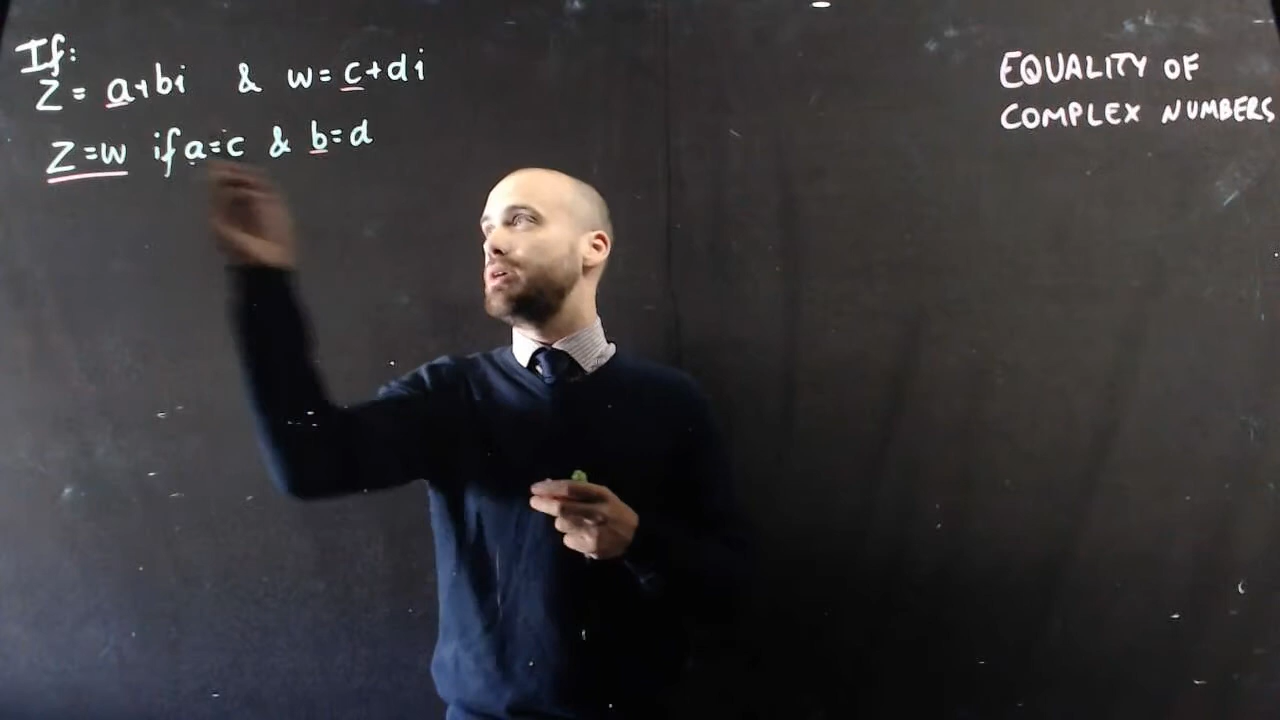 If:
Z = a+bi & w = c+di
Z=w if a=c & b=d
EQUALITY OF
COMPLEX NUMBERS